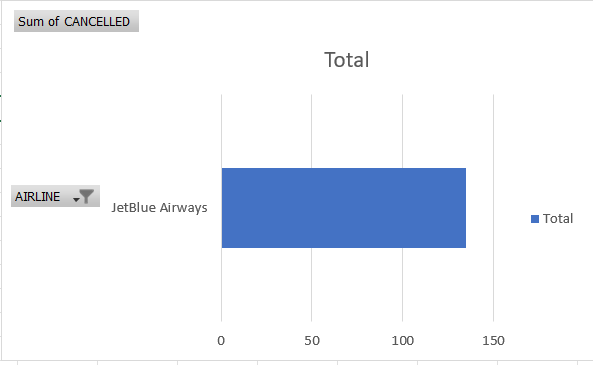 Sum of CANCELLED
Total
AIRLINE
JetBlue Airways
Total
0 50 100 150